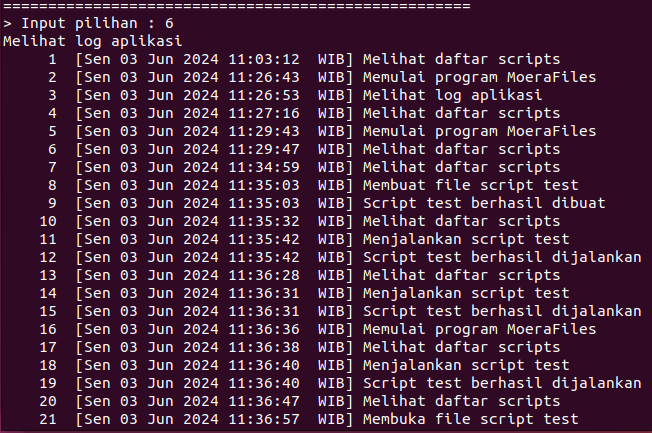 ====================================================
> Input pilihan : 6
Melihat log aplikasi
1 [Sen 03 Jun 2024 11:03:12 WIB] Melihat daftar scripts
2 [Sen 03 Jun 2024 11:26:43 WIB] Memulai program MoeraFiles
3 [Sen 03 Jun 2024 11:26:53 WIB] Melihat log aplikasi
4 [Sen 03 Jun 2024 11:27:16 WIB] Melihat daftar scripts
5 [Sen 03 Jun 2024 11:29:43 WIB] Memulai program MoeraFiles
6 [Sen 03 Jun 2024 11:29:47 WIB] Melihat daftar scripts
7 [Sen 03 Jun 2024 11:34:59 WIB] Melihat daftar scripts
8 [Sen 03 Jun 2024 11:35:03 WIB] Membuat file script test
9 [Sen 03 Jun 2024 11:35:03 WIB] Script test berhasil dibuat
10 [Sen 03 Jun 2024 11:35:32 WIB] Melihat daftar scripts
11 [Sen 03 Jun 2024 11:35:42 WIB] Menjalankan script test
12 [Sen 03 Jun 2024 11:35:42 WIB] Script test berhasil dijalankan
13 [Sen 03 Jun 2024 11:36:28 WIB] Melihat daftar scripts
14 [Sen 03 Jun 2024 11:36:31 WIB] Menjalankan script test
15 [Sen 03 Jun 2024 11:36:31 WIB] Script test berhasil dijalankan
16 [Sen 03 Jun 2024 11:36:36 WIB] Memulai program MoeraFiles
17 [Sen 03 Jun 2024 11:36:38 WIB] Melihat daftar scripts
18 [Sen 03 Jun 2024 11:36:40 WIB] Menjalankan script test
19 [Sen 03 Jun 2024 11:36:40 WIB] Script test berhasil dijalankan
20 [Sen 03 Jun 2024 11:36:47 WIB] Melihat daftar scripts
21 [Sen 03 Jun 2024 11:36:57 WIB] Membuka file script test